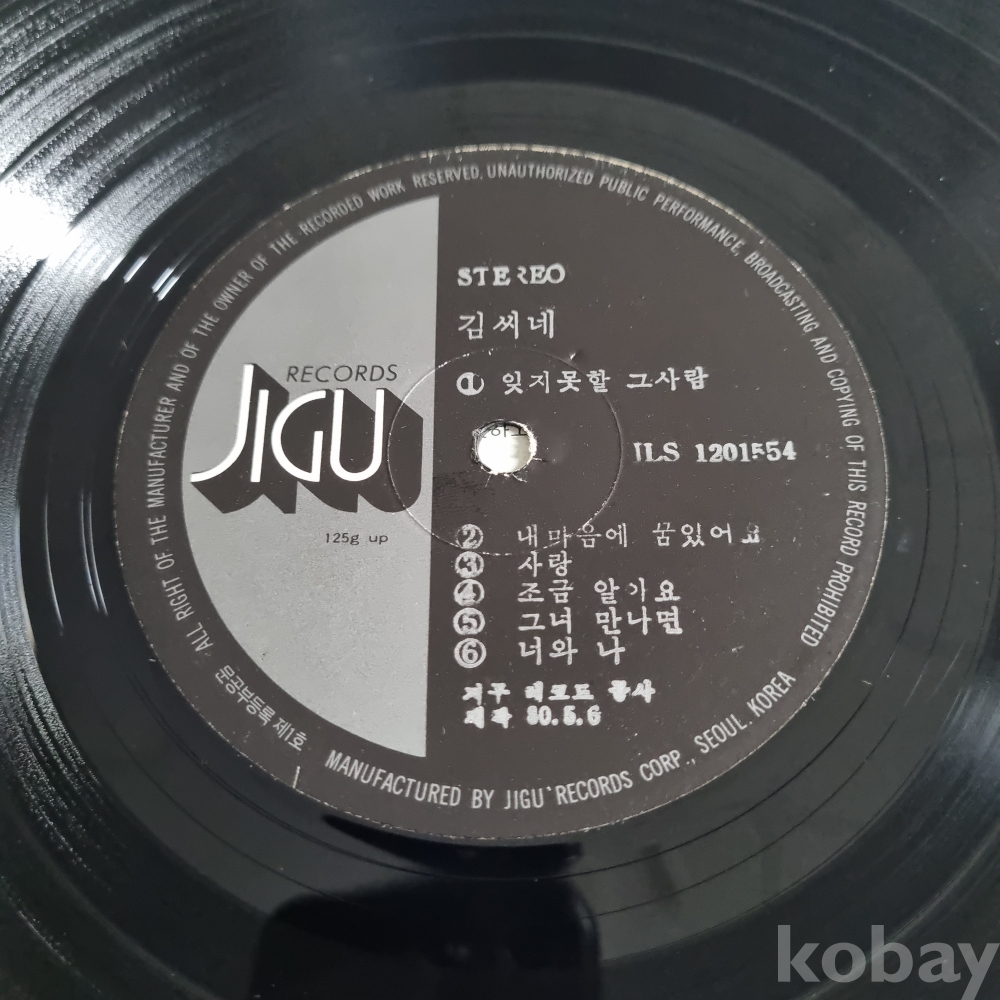 ALL RIGHT OF THE MANUFACTURER AND OF THE OWNER OF THE RECORDED WORK RESERVED, UNAUTHORIZED PUBLIC PERFORMANCE, BROADCASTING AND COPYING OF THIS RECORD PROHIBITED
STEREO
김씨네
RECORDS
JIGU
① 잊지못할 그사람
JLS 1201554
125g up
② 내마음에 꿈있어요
③ 사랑
④ 조금 알기요
⑤ 그녀 만나면
⑥ 너와 나
지구 레코드 공사
제작 80.5.6
문공부등록 제1호
MANUFACTURED BY JIGU RECORDS CORP., SEOUL. KOREA
kobay